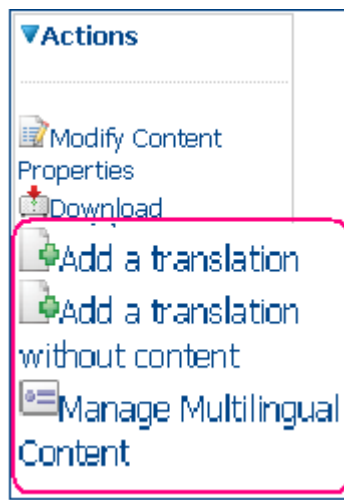 Actions
Modify Content
Properties
Download
Add a translation
Add a translation
without content
Manage Multilingual
Content